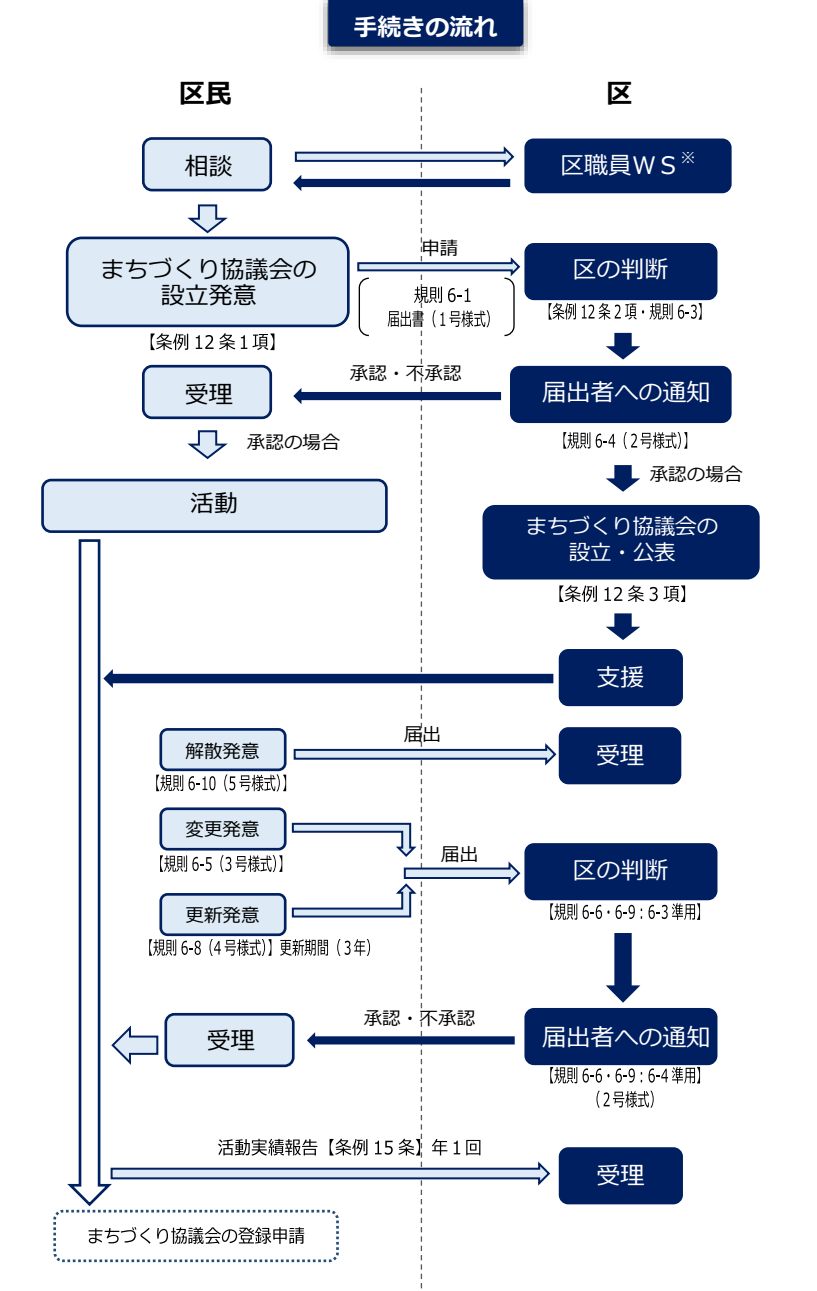 手続きの流れ
区民
区
相談
区職員WS※
まちづくり協議会の
設立発意
【条例 12 条 1 項】
申請
規則 6-1
届出書（1号様式）
区の判断
【条例 12 条 2 項・規則 6-3】
受理
承認・不承認
届出者への通知
【規則 6-4（2号様式）】
承認の場合
承認の場合
活動
まちづくり協議会の
設立・公表
【条例 12 条 3 項】
支援
解散発意
【規則 6-10（5号様式）】
届出
受理
変更発意
【規則 6-5（3号様式）】
届出
区の判断
【規則 6-6・6-9：6-3 準用】
更新発意
【規則 6-8（4号様式）】更新期間（3年）
受理
承認・不承認
届出者への通知
【規則 6-6・6-9：6-4 準用】
（2号様式）
活動実績報告【条例 15 条】年1回
受理
まちづくり協議会の登録申請